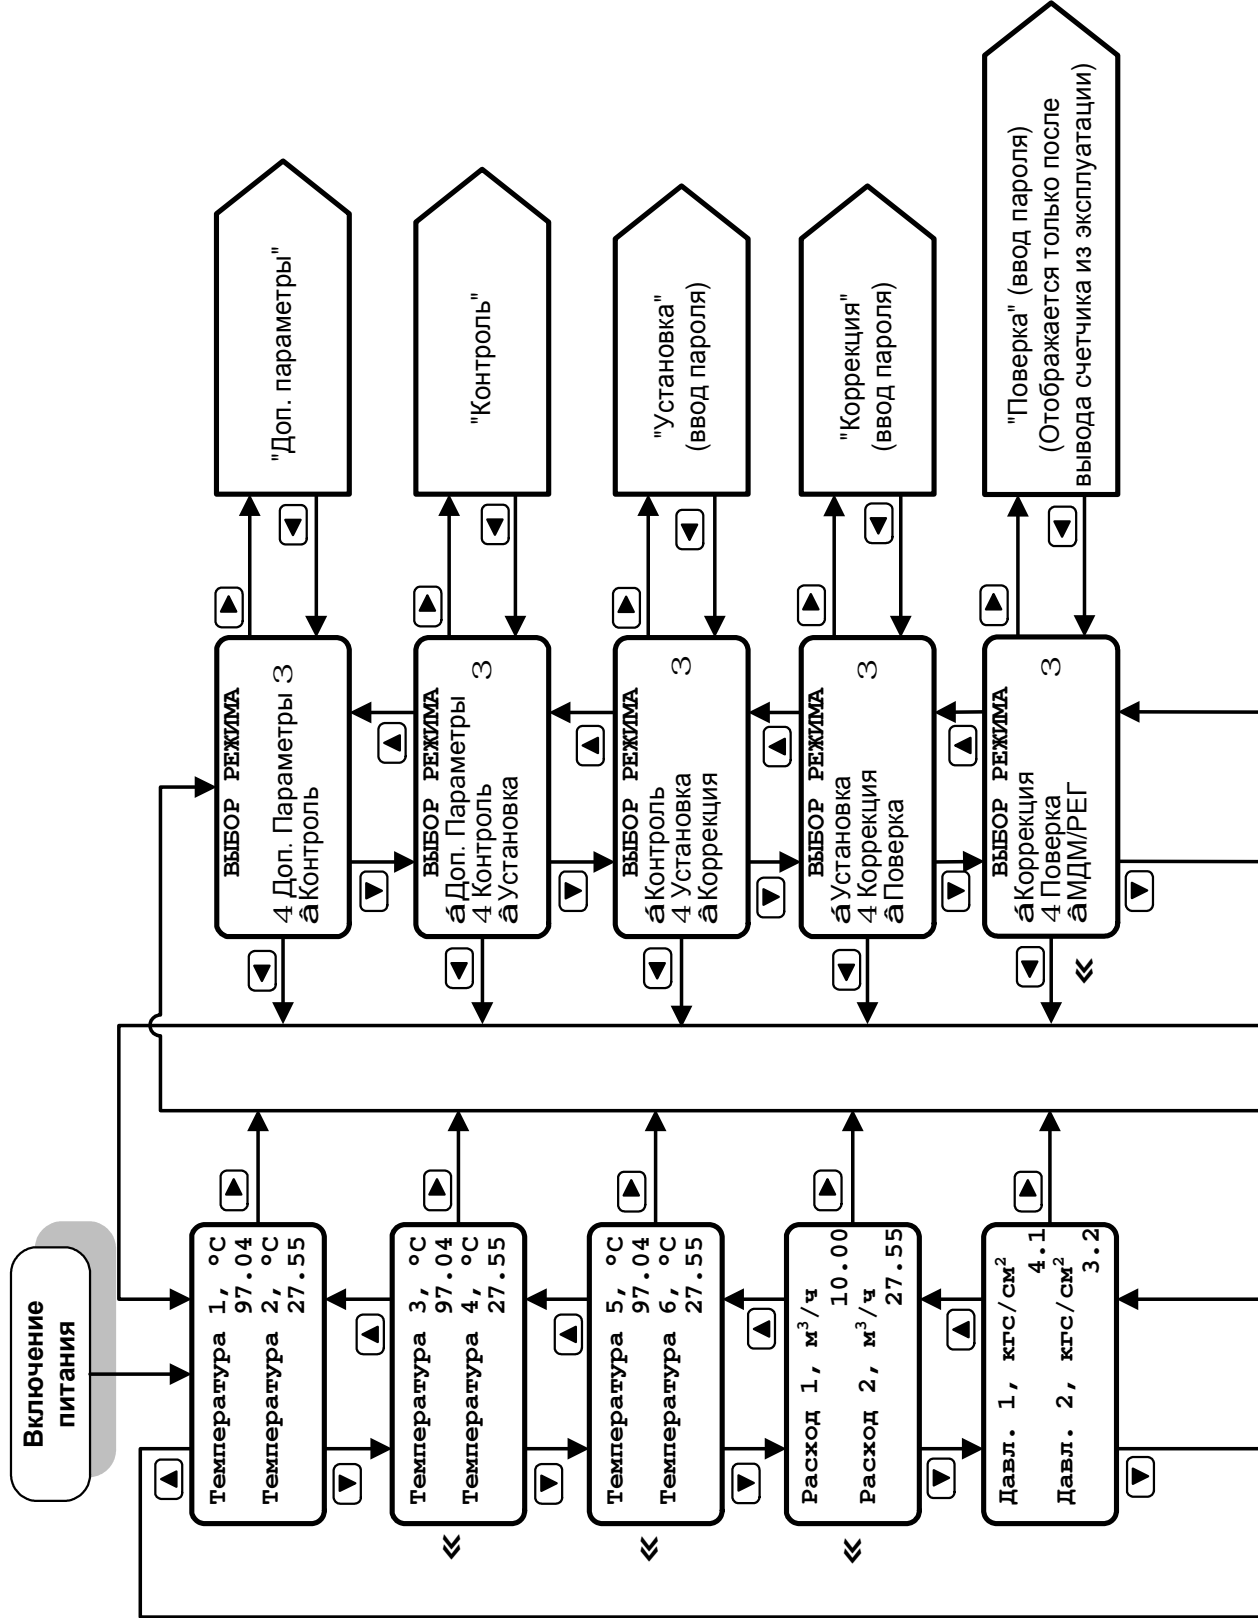 Включение
питания
Температура 1, °C
97.04
Температура 2, °C
27.55
Температура 3, °C
97.04
Температура 4, °C
27.55
«
Температура 5, °C
97.04
Температура 6, °C
27.55
«
Расход 1, м³/ч
10.00
Расход 2, м³/ч
27.55
«
Давл. 1, кгс/см²
4.1
Давл. 2, кгс/см²
3.2
ВЫБОР РЕЖИМА
4 Доп. Параметры 3
âКонтроль
ВЫБОР РЕЖИМА
áДоп. Параметры
4 Контроль 3
âУстановка
ВЫБОР РЕЖИМА
áКонтроль
4 Установка 3
âКоррекция
ВЫБОР РЕЖИМА
áУстановка
4 Коррекция 3
âПоверка
ВЫБОР РЕЖИМА
áКоррекция
4 Поверка 3
âМДМ/РЕГ
«
"Доп. параметры"
"Контроль"
"Установка"
(ввод пароля)
"Коррекция"
(ввод пароля)
"Поверка" (ввод пароля)
(Отображается только после
вывода счетчика из эксплуатации)